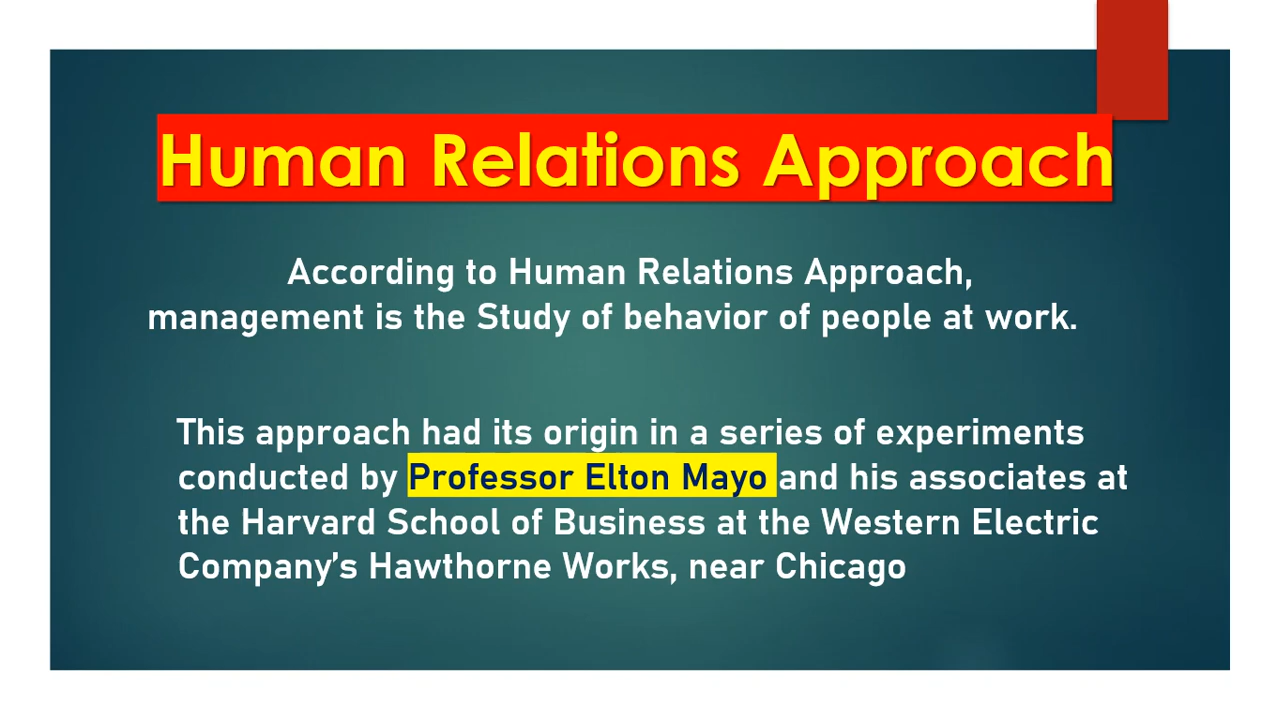 Human Relations Approach
According to Human Relations Approach,
management is the Study of behavior of people at work.
This approach had its origin in a series of experiments
conducted by Professor Elton Mayo and his associates at
the Harvard School of Business at the Western Electric
Company’s Hawthorne Works, near Chicago